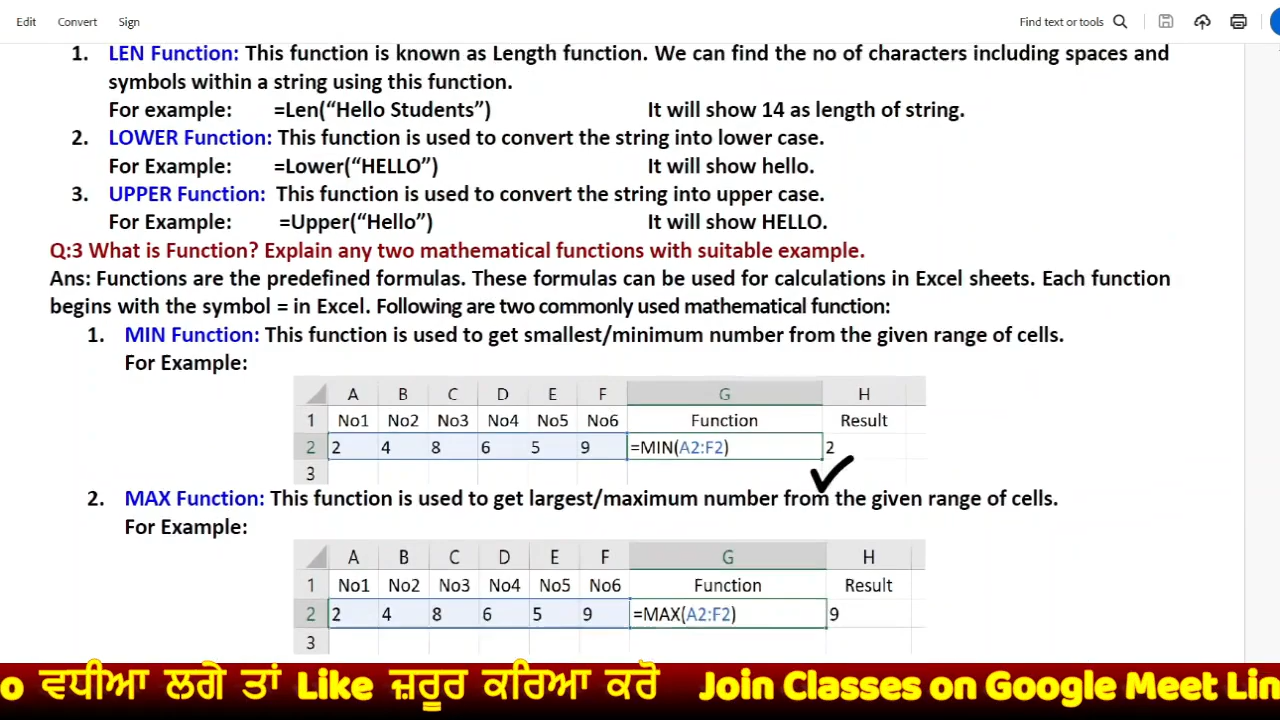 Edit Convert Sign Find text or tools
1. LEN Function: This function is known as Length function. We can find the no of characters including spaces and
symbols within a string using this function.
For example: =Len(“Hello Students”) It will show 14 as length of string.
2. LOWER Function: This function is used to convert the string into lower case.
For Example: =Lower(“HELLO”) It will show hello.
3. UPPER Function: This function is used to convert the string into upper case.
For Example: =Upper(“Hello”) It will show HELLO.
Q:3 What is Function? Explain any two mathematical functions with suitable example.
Ans: Functions are the predefined formulas. These formulas can be used for calculations in Excel sheets. Each function
begins with the symbol = in Excel. Following are two commonly used mathematical function:
1. MIN Function: This function is used to get smallest/minimum number from the given range of cells.
For Example:
A B C D E F G H
1 No1 No2 No3 No4 No5 No6 Function Result
2 2 4 8 6 5 9 =MIN(A2:F2) 2
3
2. MAX Function: This function is used to get largest/maximum number from the given range of cells.
For Example:
A B C D E F G H
1 No1 No2 No3 No4 No5 No6 Function Result
2 2 4 8 6 5 9 =MAX(A2:F2) 9
3
o ਵਧੀਆ ਲਗੇ ਤਾਂ Like ਜ਼ਰੂਰ ਕਰਿਆ ਕਰੋ Join Classes on Google Meet Lin